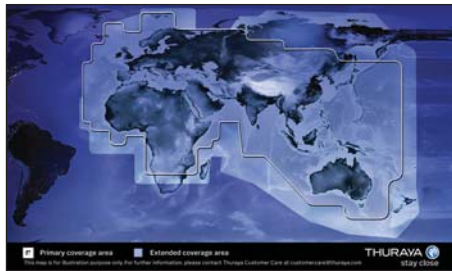 Primary coverage area
Extended coverage area
This map is for illustration purpose only. For further information, please contact Thuraya Customer Care at customercare@thuraya.com
THURAYA
stay close